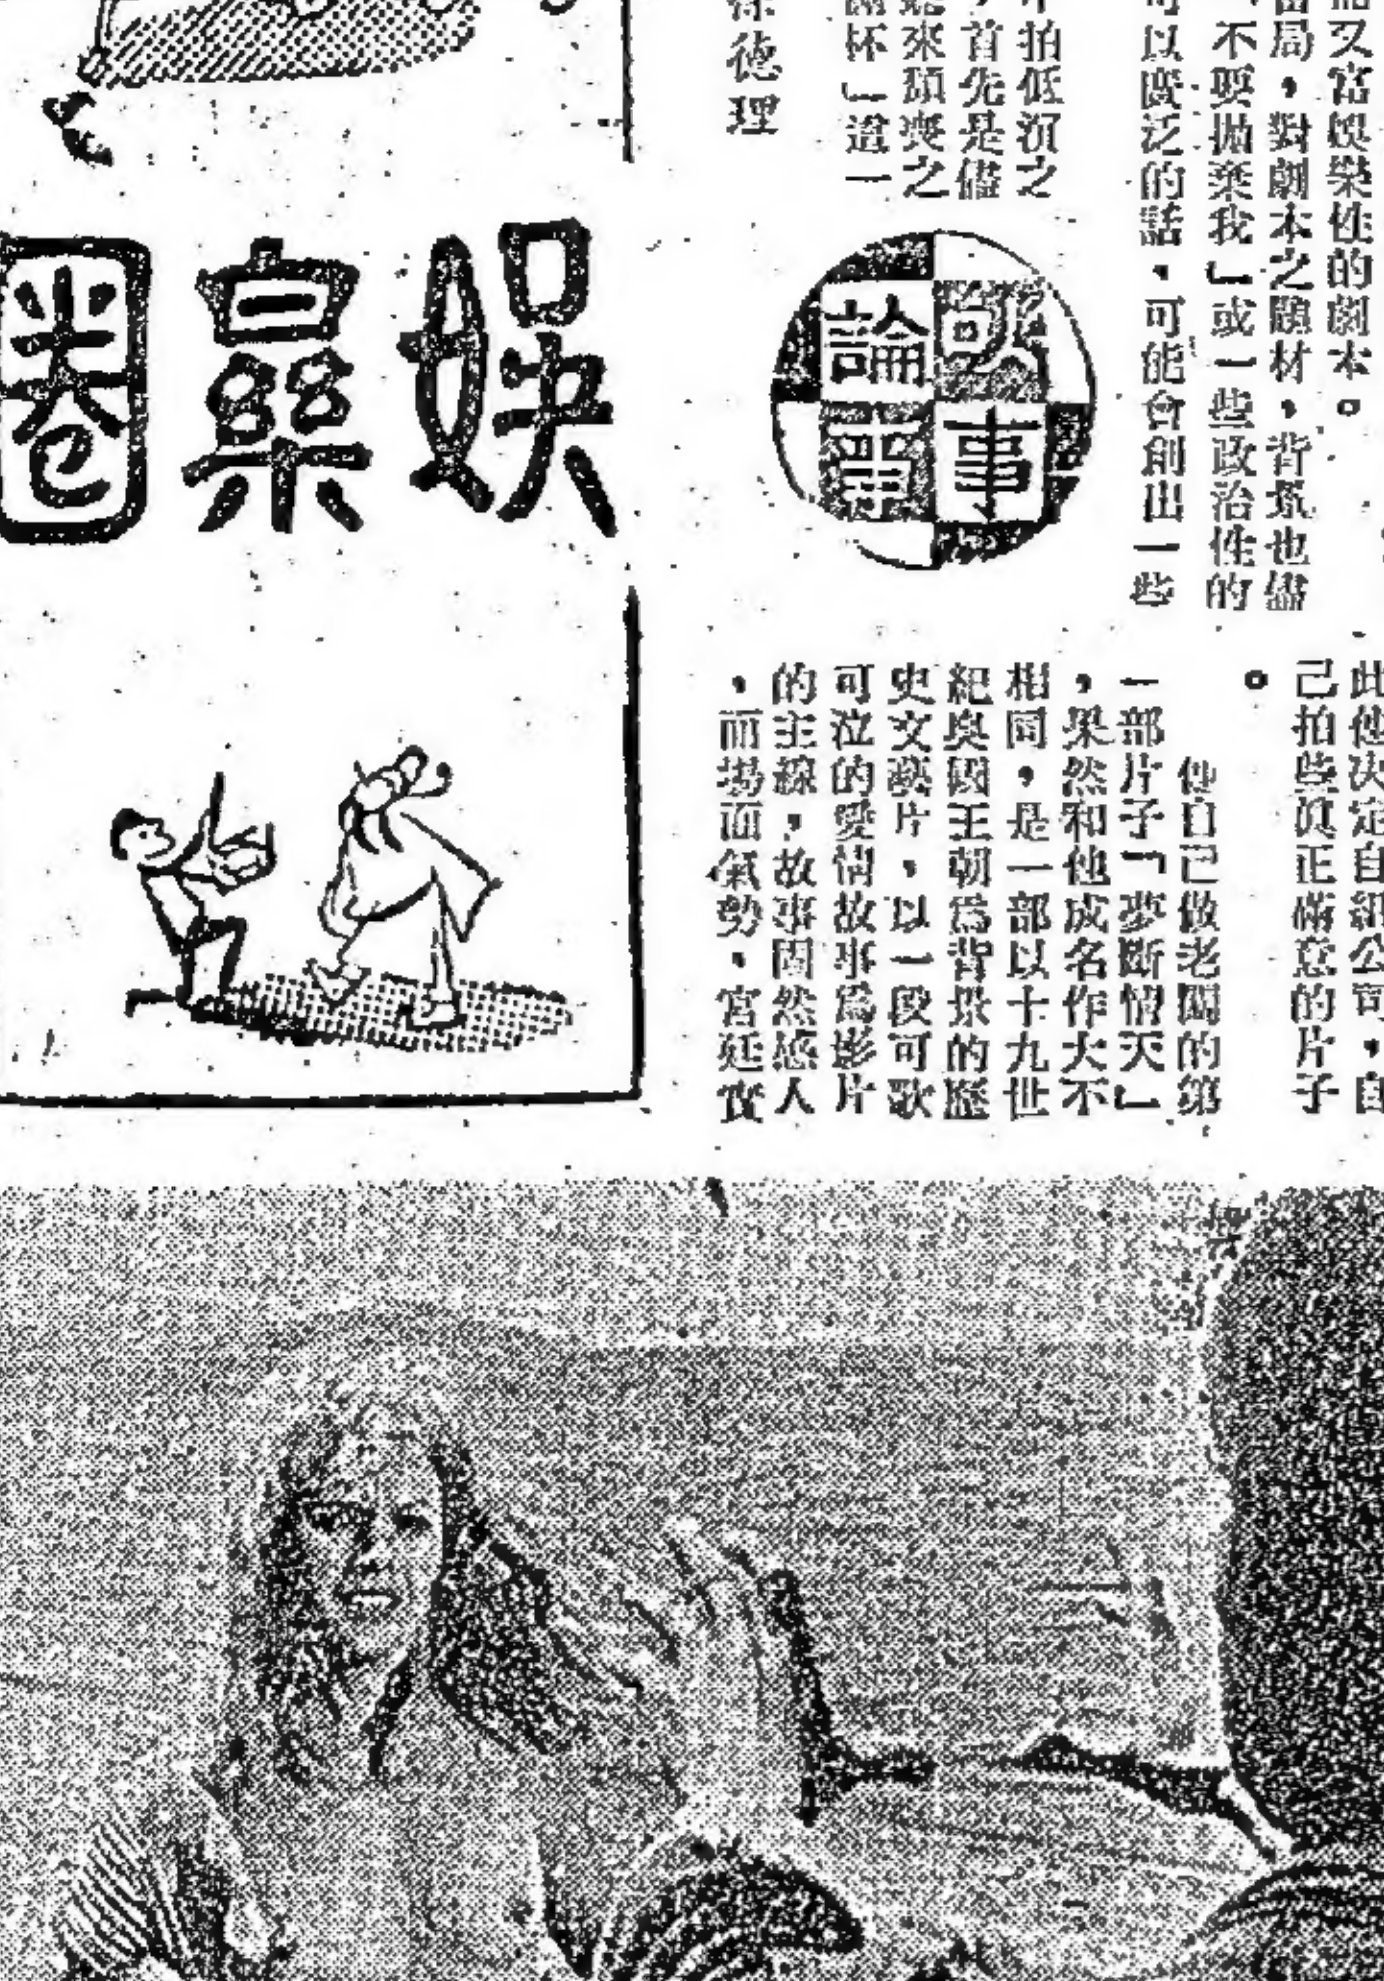 又富娛樂性的劇本。
當局,對劇本之題材,背景也儘
不要拋棄我」或一些政治性的
可以廣泛的話,可能會創出一些
拍低沉之
,首先是儘
來頹喪之
杯」這一
德理
影事
論壇
娛樂圈
此他決定自組公司,自
己拍些眞正滿意的片子
。
他自己做老闆的第
一部片子「夢斷情天」
,果然和他成名作大不
相同,是一部以十九世
紀奧國王朝爲背景的歷
史文藝片,以一段可歌
可泣的愛情故事爲影片
的主線,故事固然感人
,而場面氣勢,宮廷實